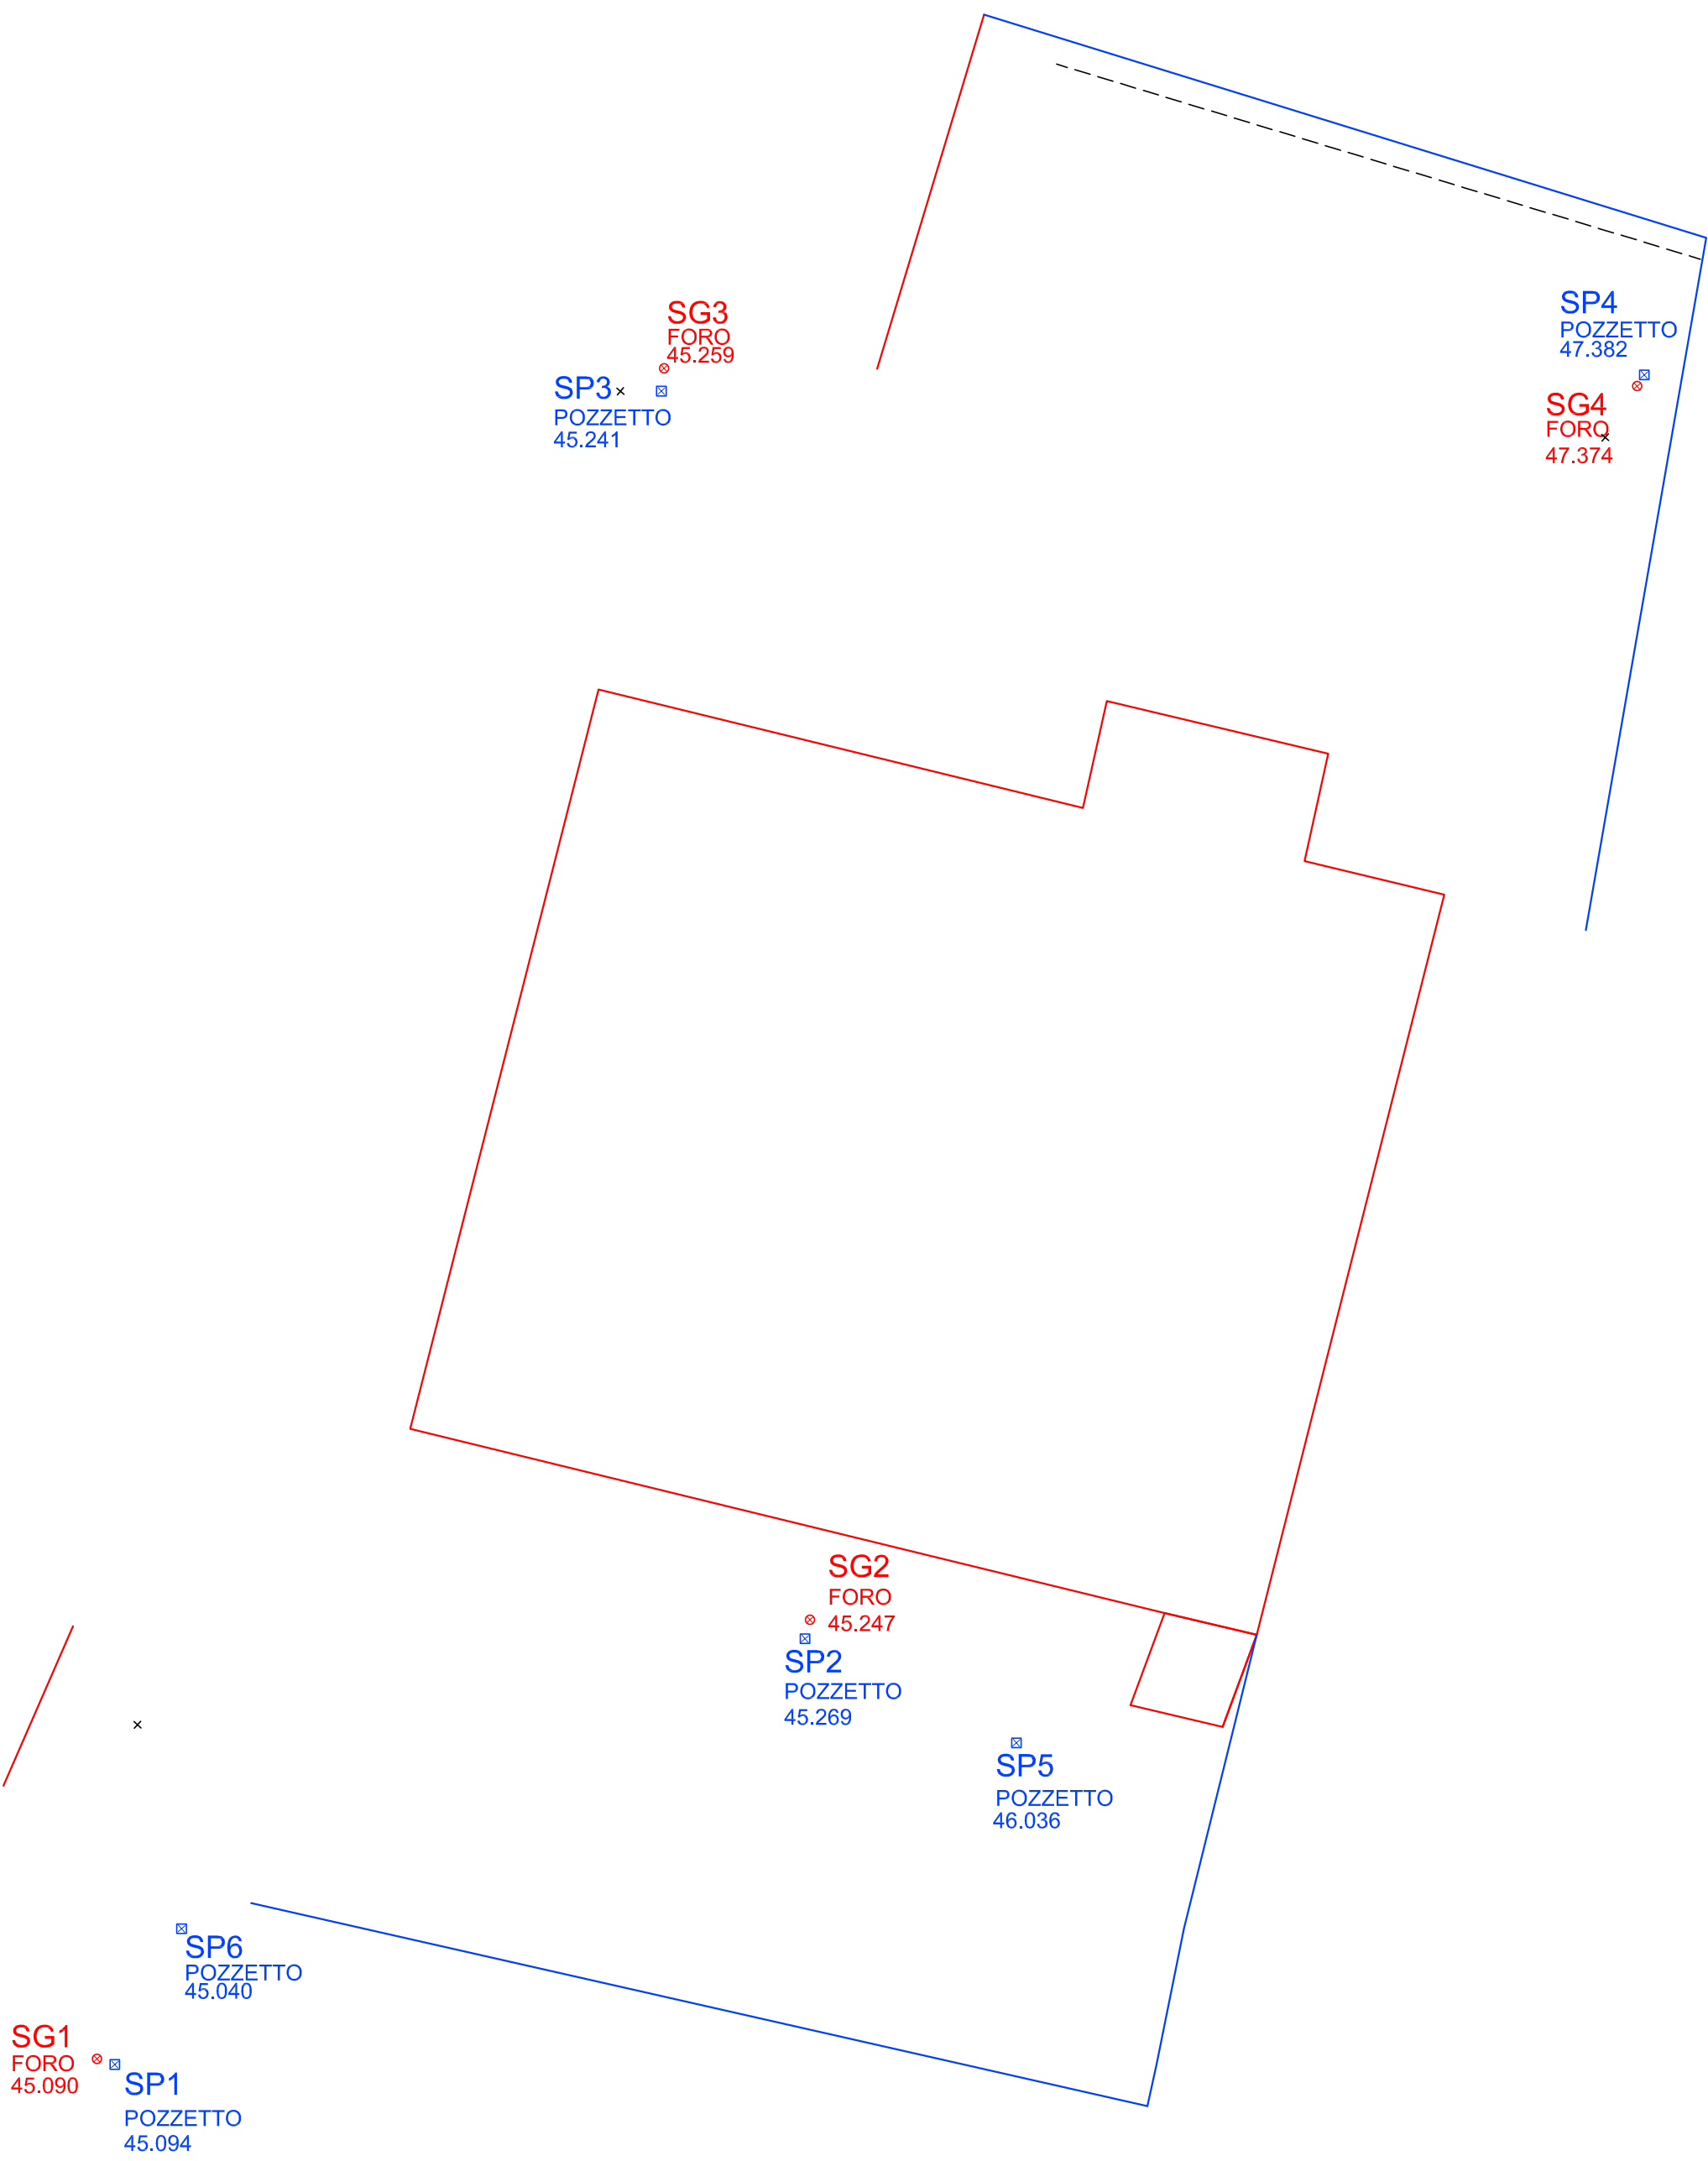 SP4
POZZETTO
47.382
SG3
FORO
45.259
SP3
POZZETTO
45.241
SG4
FORO
47.374
SG2
FORO
45.247
SP2
POZZETTO
45.269
SP5
POZZETTO
46.036
SP6
POZZETTO
45.040
SG1
FORO
45.090
SP1
POZZETTO
45.094